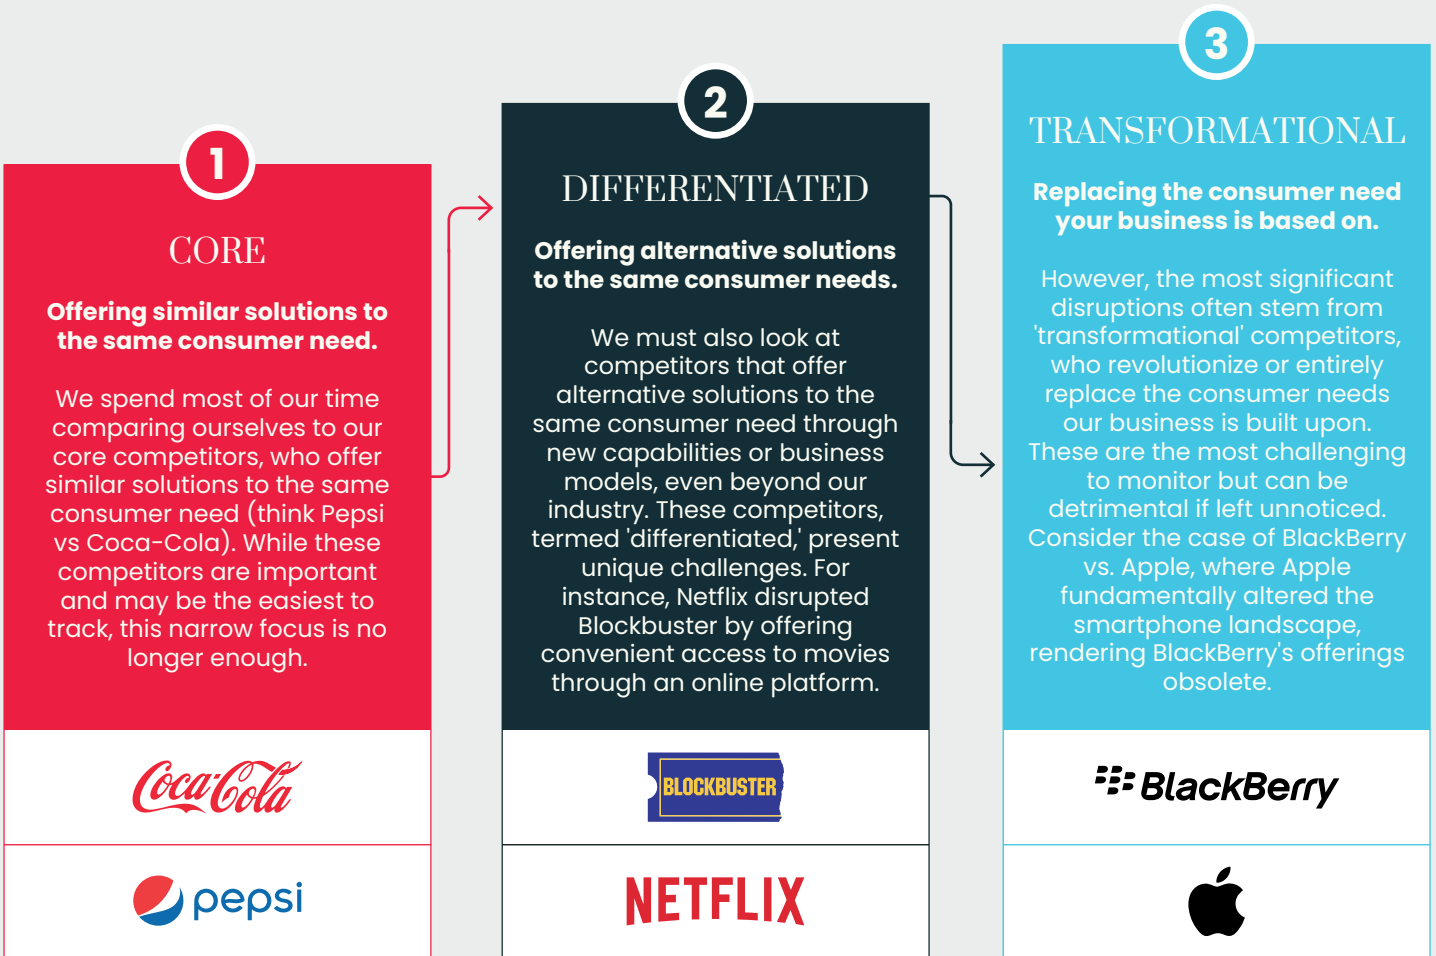 1
CORE
Offering similar solutions to
the same consumer need.
We spend most of our time
comparing ourselves to our
core competitors, who offer
similar solutions to the same
consumer need (think Pepsi
vs Coca-Cola). While these
competitors are important
and may be the easiest to
track, this narrow focus is no
longer enough.
Coca-Cola
pepsi
2
DIFFERENTIATED
Offering alternative solutions
to the same consumer needs.
We must also look at
competitors that offer
alternative solutions to the
same consumer need through
new capabilities or business
models, even beyond our
industry. These competitors,
termed 'differentiated,' present
unique challenges. For
instance, Netflix disrupted
Blockbuster by offering
convenient access to movies
through an online platform.
BLOCKBUSTER
NETFLIX
3
TRANSFORMATIONAL
Replacing the consumer need
your business is based on.
However, the most significant
disruptions often stem from
'transformational' competitors,
who revolutionize or entirely
replace the consumer needs
our business is built upon.
These are the most challenging
to monitor but can be
detrimental if left unnoticed.
Consider the case of BlackBerry
vs. Apple, where Apple
fundamentally altered the
smartphone landscape,
rendering BlackBerry's offerings
obsolete.
BlackBerry